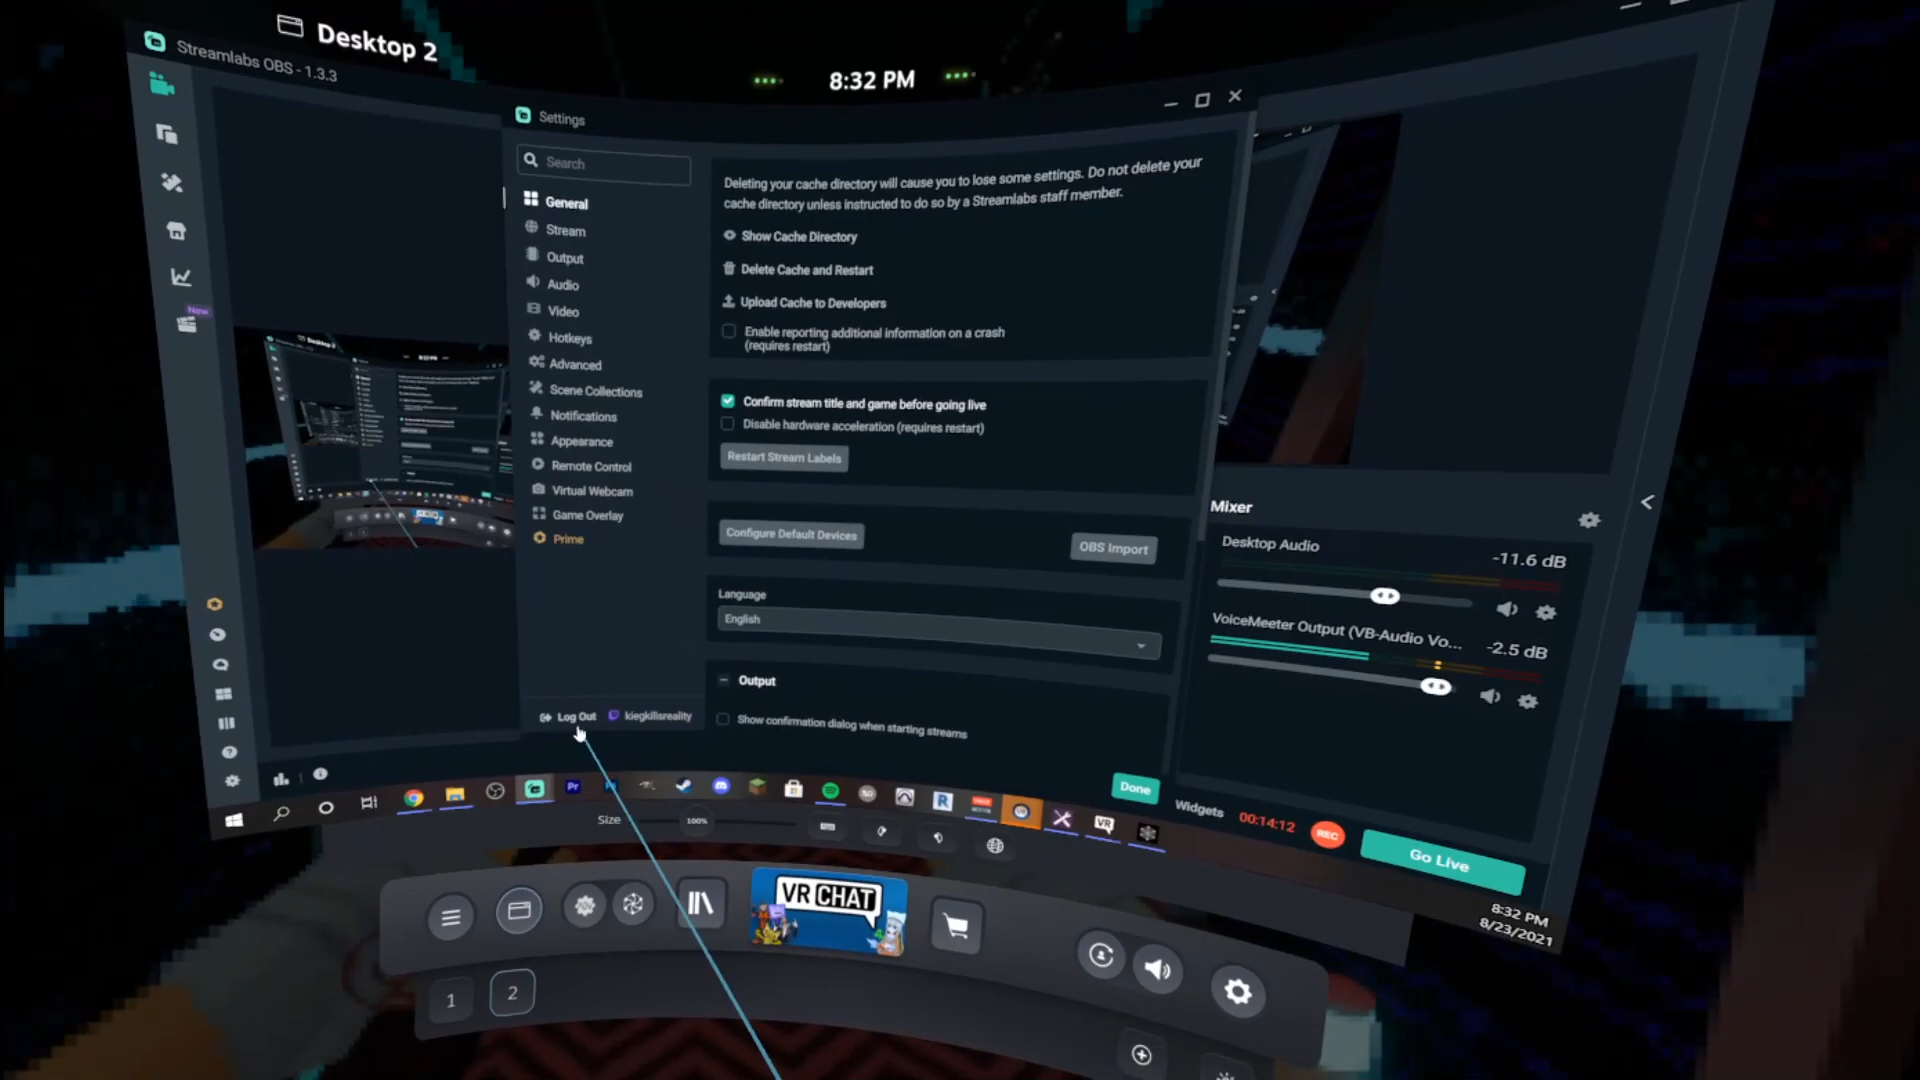 Desktop 2
8:32 PM
Streamlabs OBS - 1.3.3
Settings
Search
General
Stream
Output
Audio
Video
Hotkeys
Advanced
Scene Collections
Notifications
Appearance
Remote Control
Virtual Webcam
Game Overlay
Prime
Log Out
kiegkillsreality
New
Deleting your cache directory will cause you to lose some settings. Do not delete your
cache directory unless instructed to do so by a Streamlabs staff member.
Show Cache Directory
Delete Cache and Restart
Upload Cache to Developers
Enable reporting additional information on a crash
(requires restart)
Confirm stream title and game before going live
Disable hardware acceleration (requires restart)
Restart Stream Labels
Configure Default Devices
OBS Import
Language
English
Output
Show confirmation dialog when starting streams
Done
Mixer
Desktop Audio
-11.6 dB
VoiceMeeter Output (VB-Audio Vo...
-2.5 dB
Widgets
00:14:12
REC
Go Live
8:32 PM
8/23/2021
Pr
R
VR
Size
100%
VR CHAT
1
2